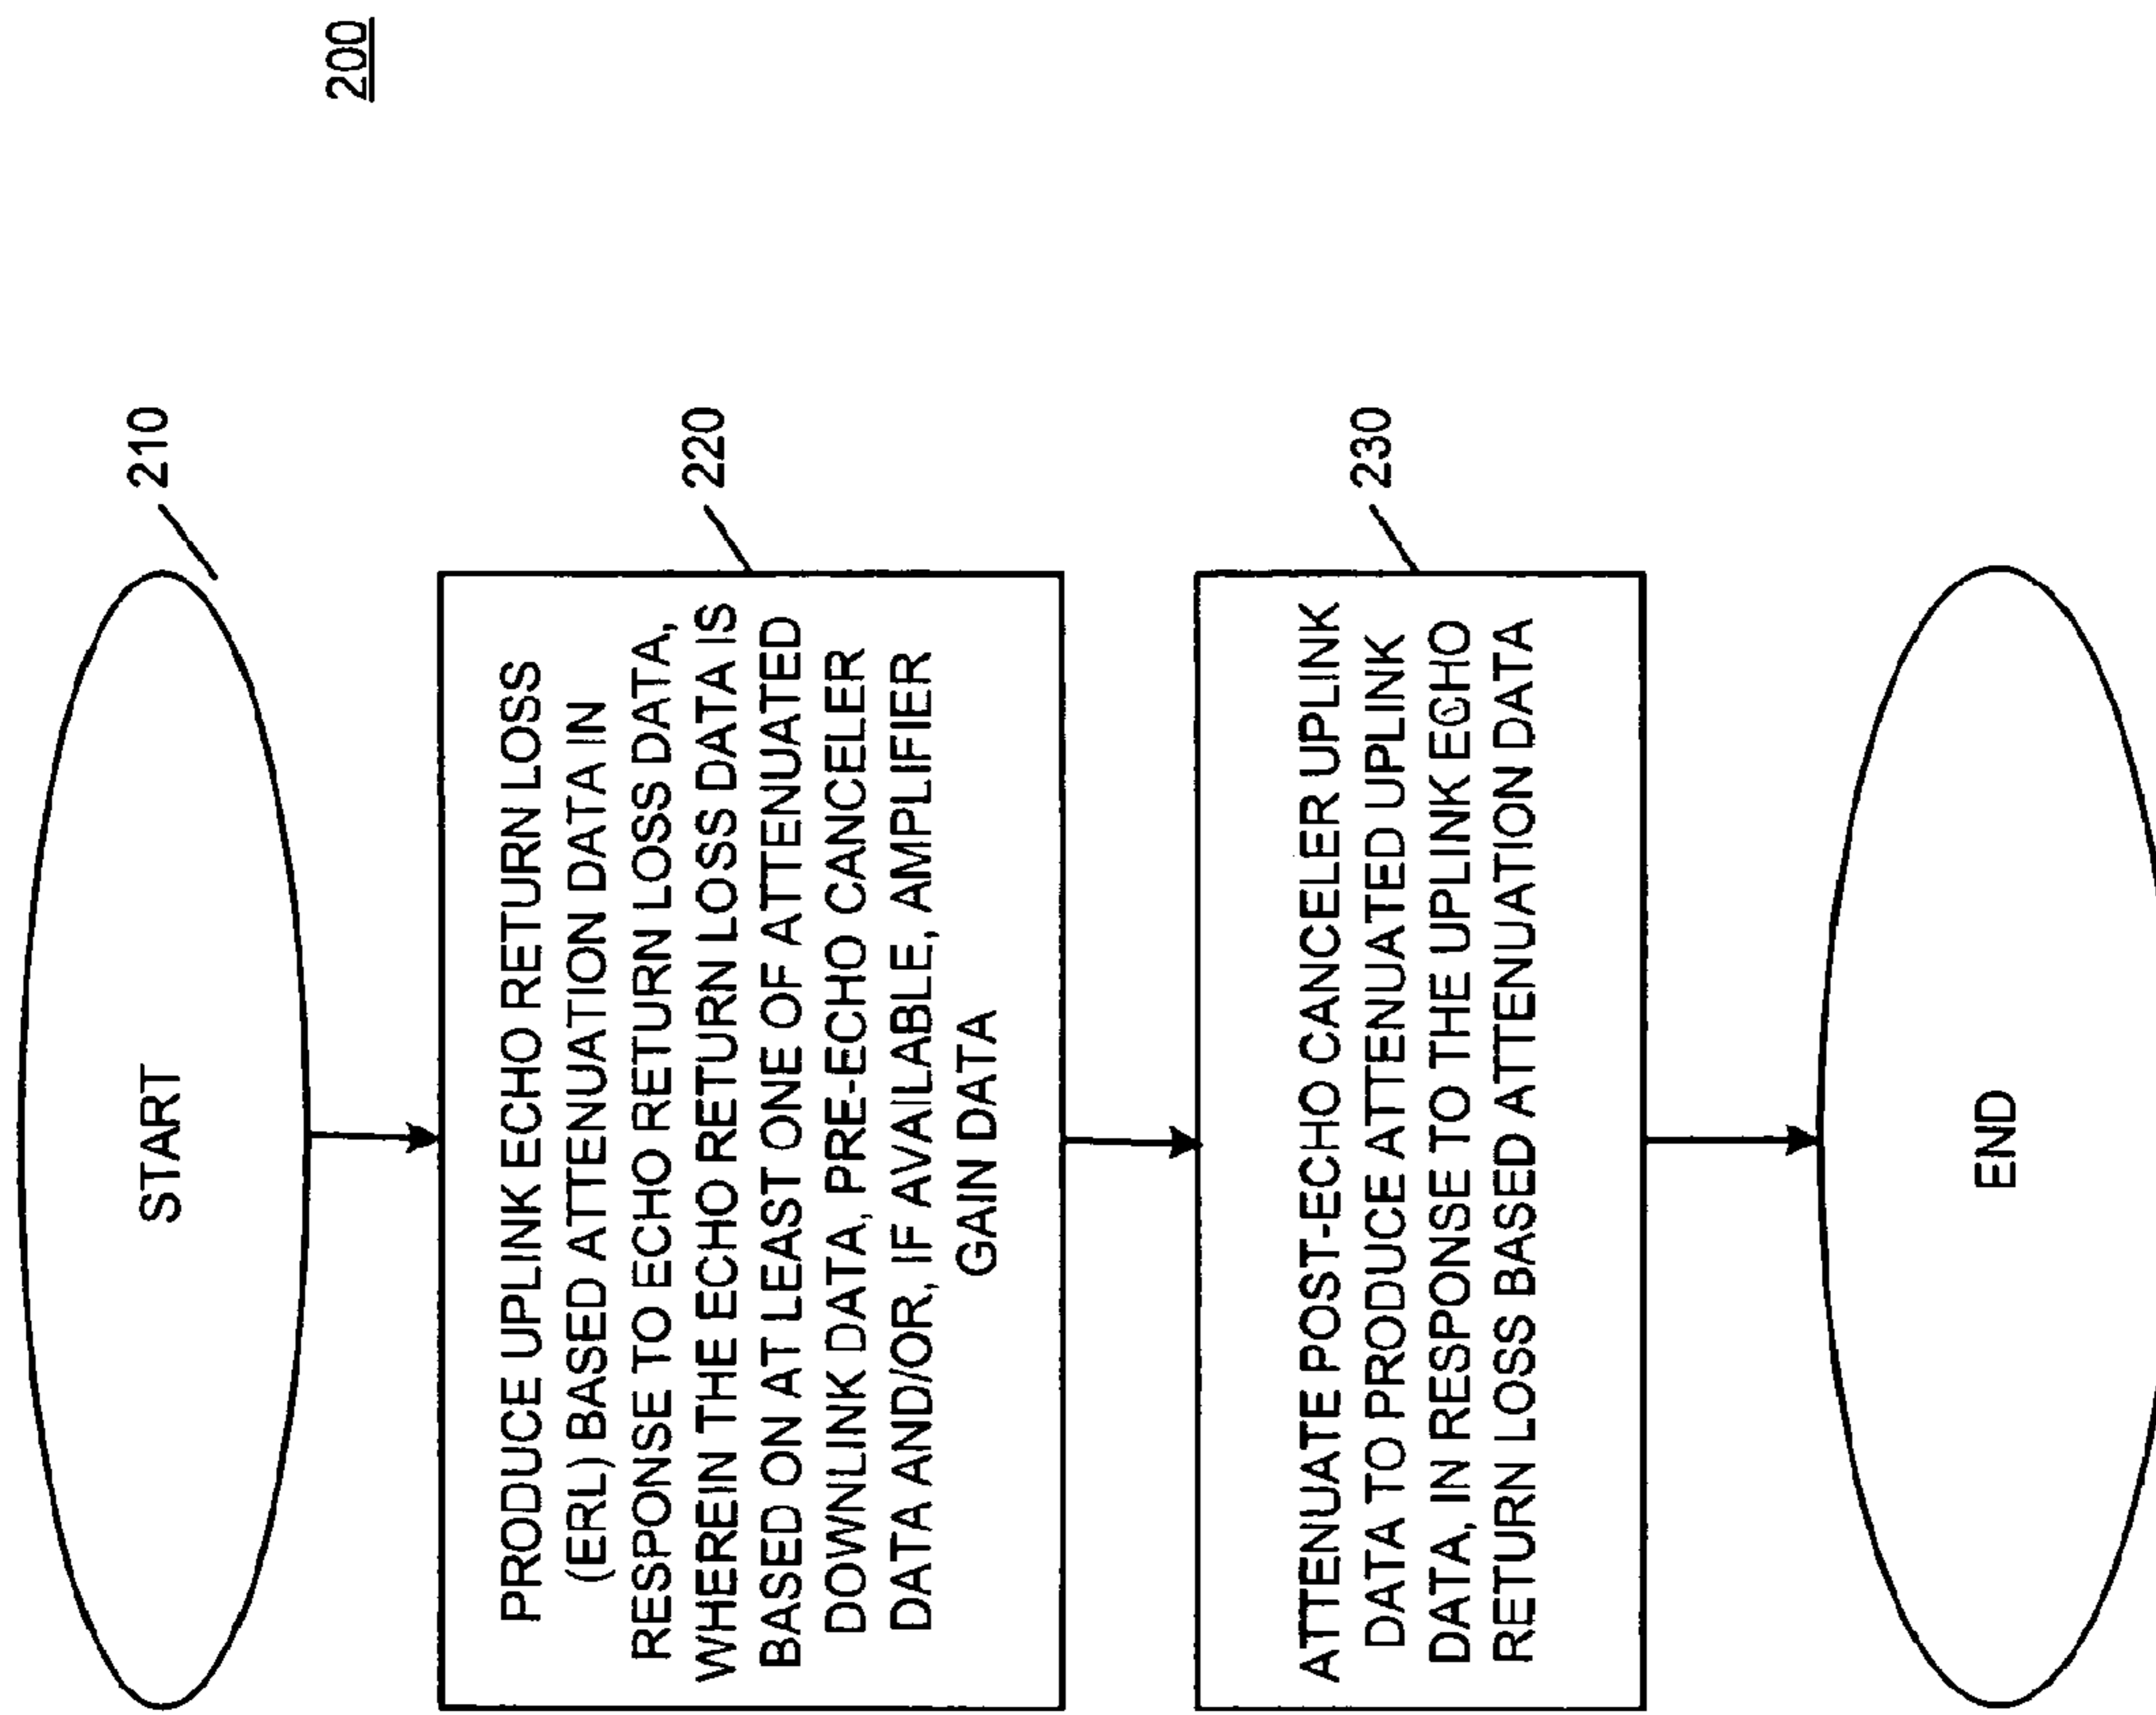 200
210
START
220
PRODUCE UPLINK ECHO RETURN LOSS
(ERL) BASED ATTENUATION DATA IN
RESPONSE TO ECHO RETURN LOSS DATA,
WHEREIN THE ECHO RETURN LOSS DATA IS
BASED ON AT LEAST ONE OF ATTENUATED
DOWNLINK DATA, PRE-ECHO CANCELER
DATA AND/OR, IF AVAILABLE, AMPLIFIER
GAIN DATA
230
ATTENUATE POST-ECHO CANCELER UPLINK
DATA TO PRODUCE ATTENUATED UPLINK
DATA, IN RESPONSE TO THE UPLINK ECHO
RETURN LOSS BASED ATTENUATION DATA
END